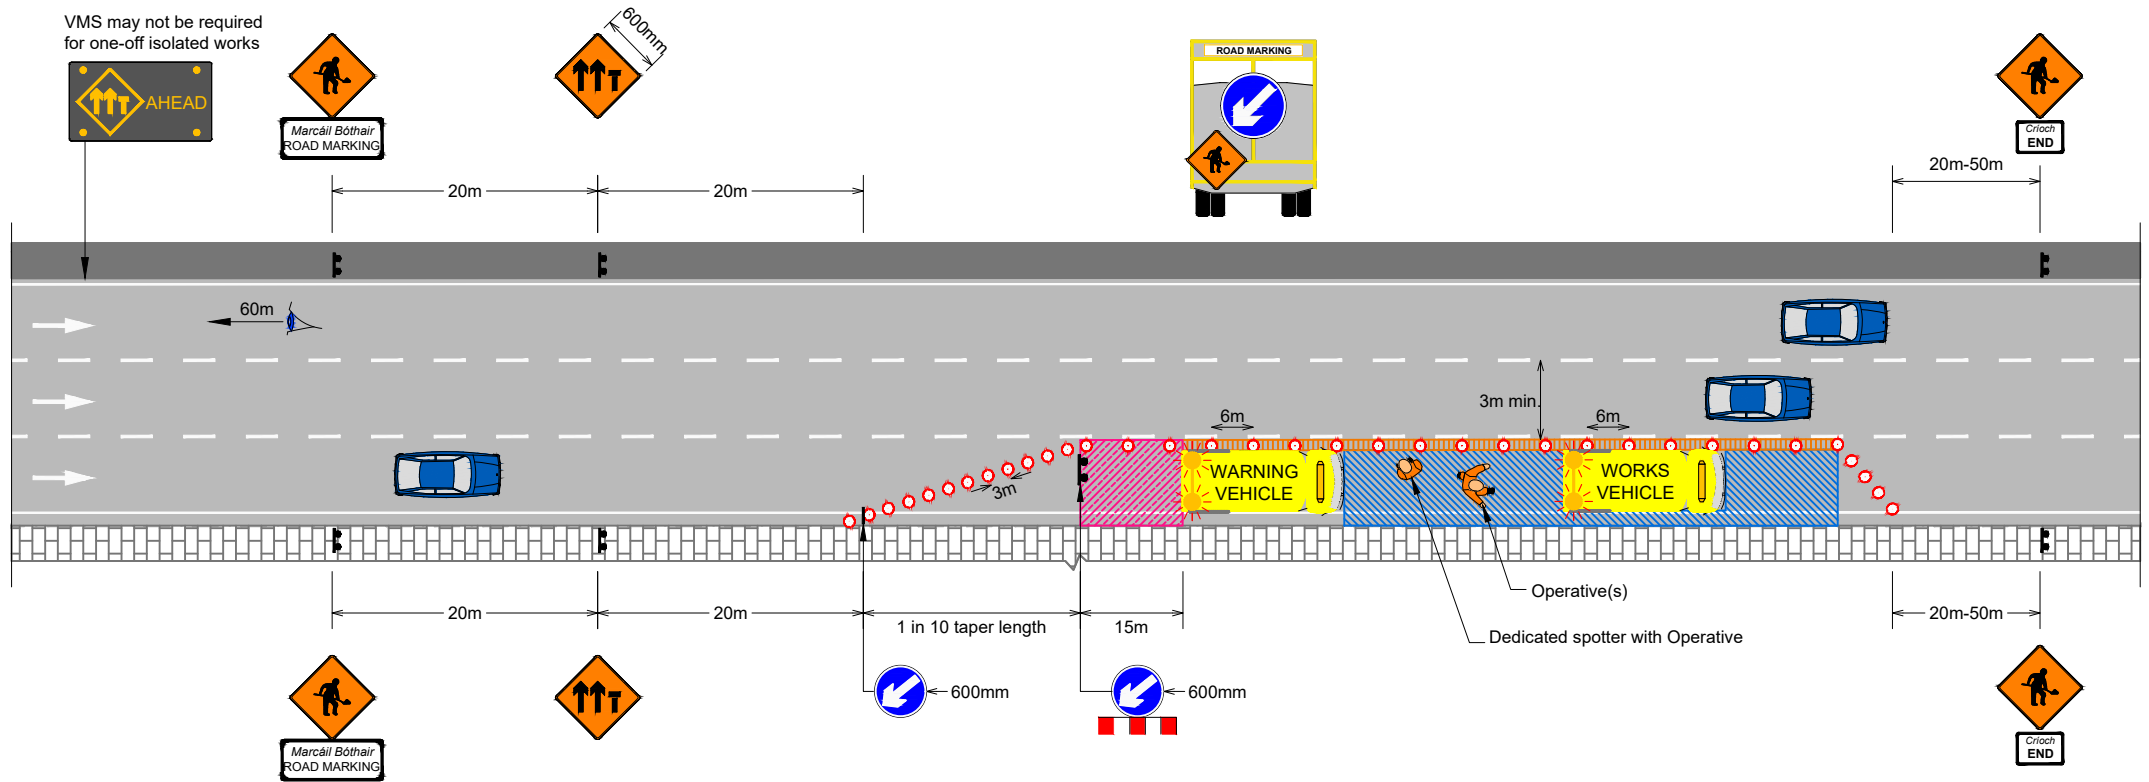 VMS may not be required
for one-off isolated works
AHEAD
Marcáil Bóthair
ROAD MARKING
600mm
ROAD MARKING
Críoch
END
20m
20m
20m-50m
60m
3m min.
6m
6m
3m
WARNING
VEHICLE
WORKS
VEHICLE
Operative(s)
Dedicated spotter with Operative
20m
20m
1 in 10 taper length
15m
20m-50m
600mm
600mm
Marcáil Bóthair
ROAD MARKING
Críoch
END